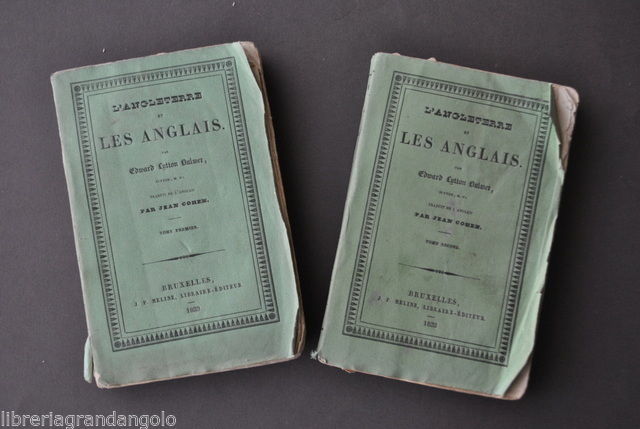 L'ANGLETERRE
ET
LES ANGLAIS.
PAR
Edward Lytton Bulwer,
TRADUIT DE L'ANGLAIS
PAR JEAN COHEN.
TOME PREMIER.
BRUXELLES,
J. P. MELINE, LIBRAIRE-ÉDITEUR
1833
L'ANGLETERRE
ET
LES ANGLAIS.
PAR
Edward Lytton Bulwer,
TRADUIT DE L'ANGLAIS
PAR JEAN COHEN.
TOME SECOND.
BRUXELLES,
J. P. MELINE, LIBRAIRE-ÉDITEUR.
1833
libreriagrandangolo